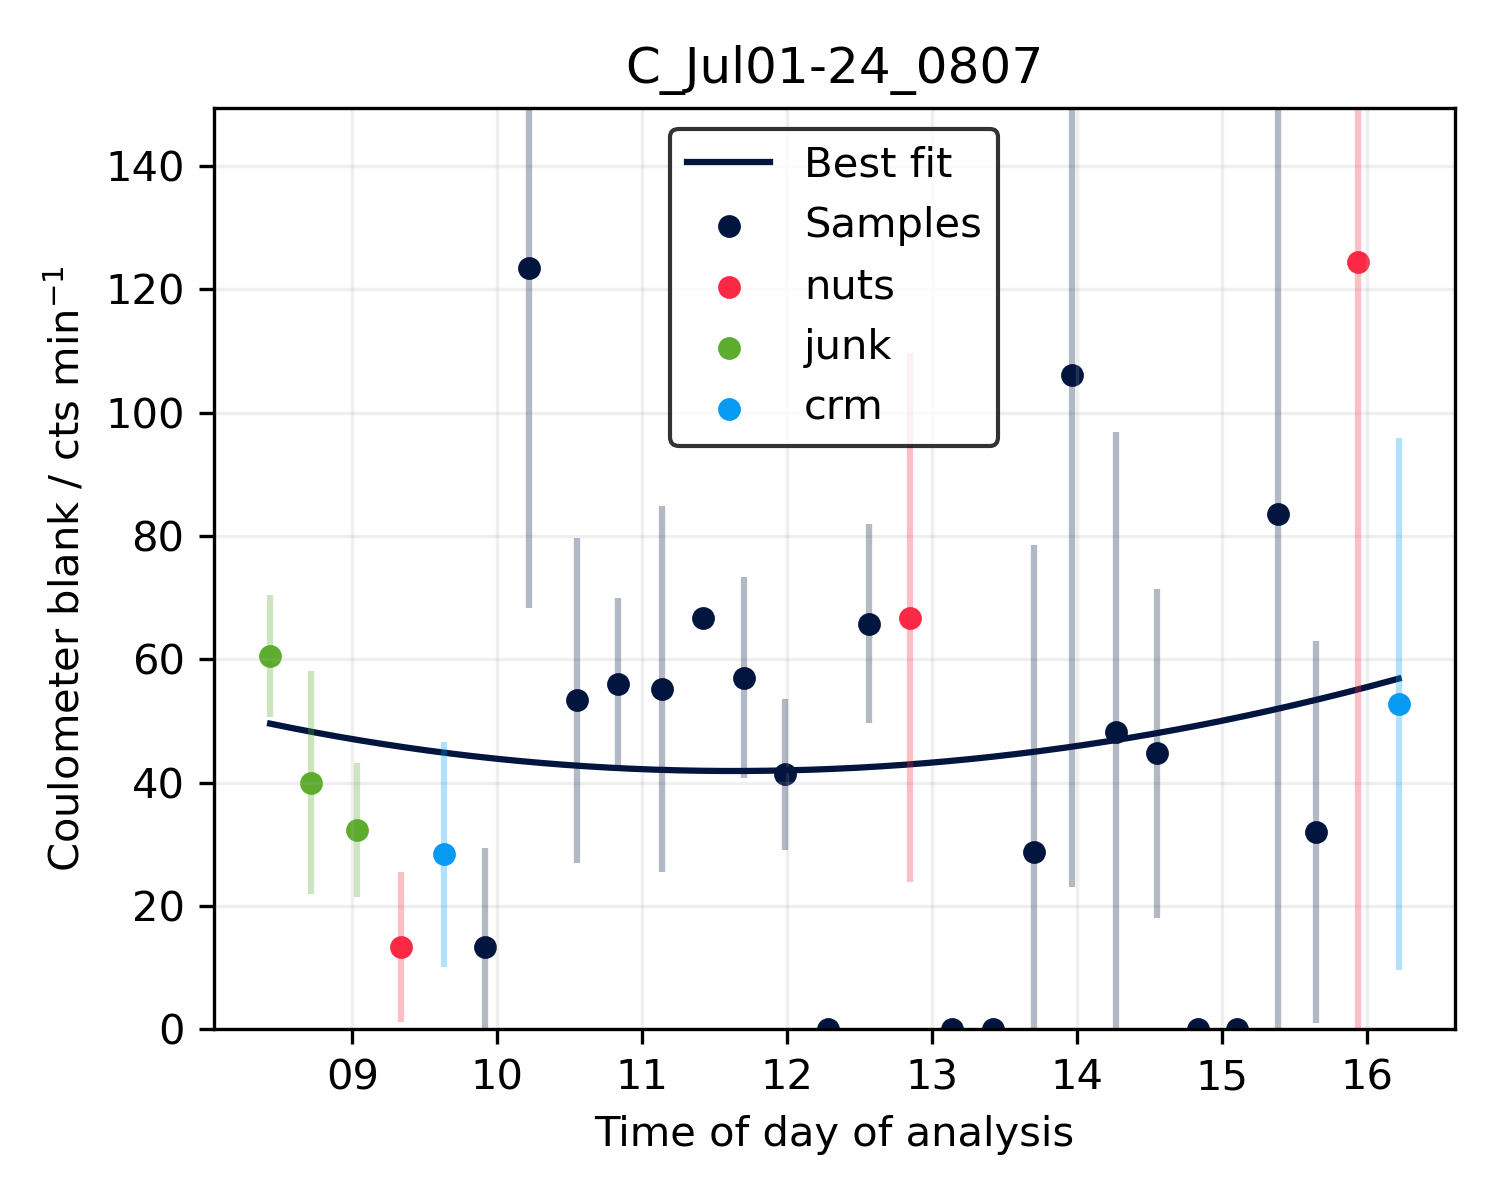 C_Jul01-24_0807
Coulometer blank / cts min⁻¹
140
120
100
80
60
40
20
0
Best fit
Samples
nuts
junk
crm
09 10 11 12 13 14 15 16
Time of day of analysis